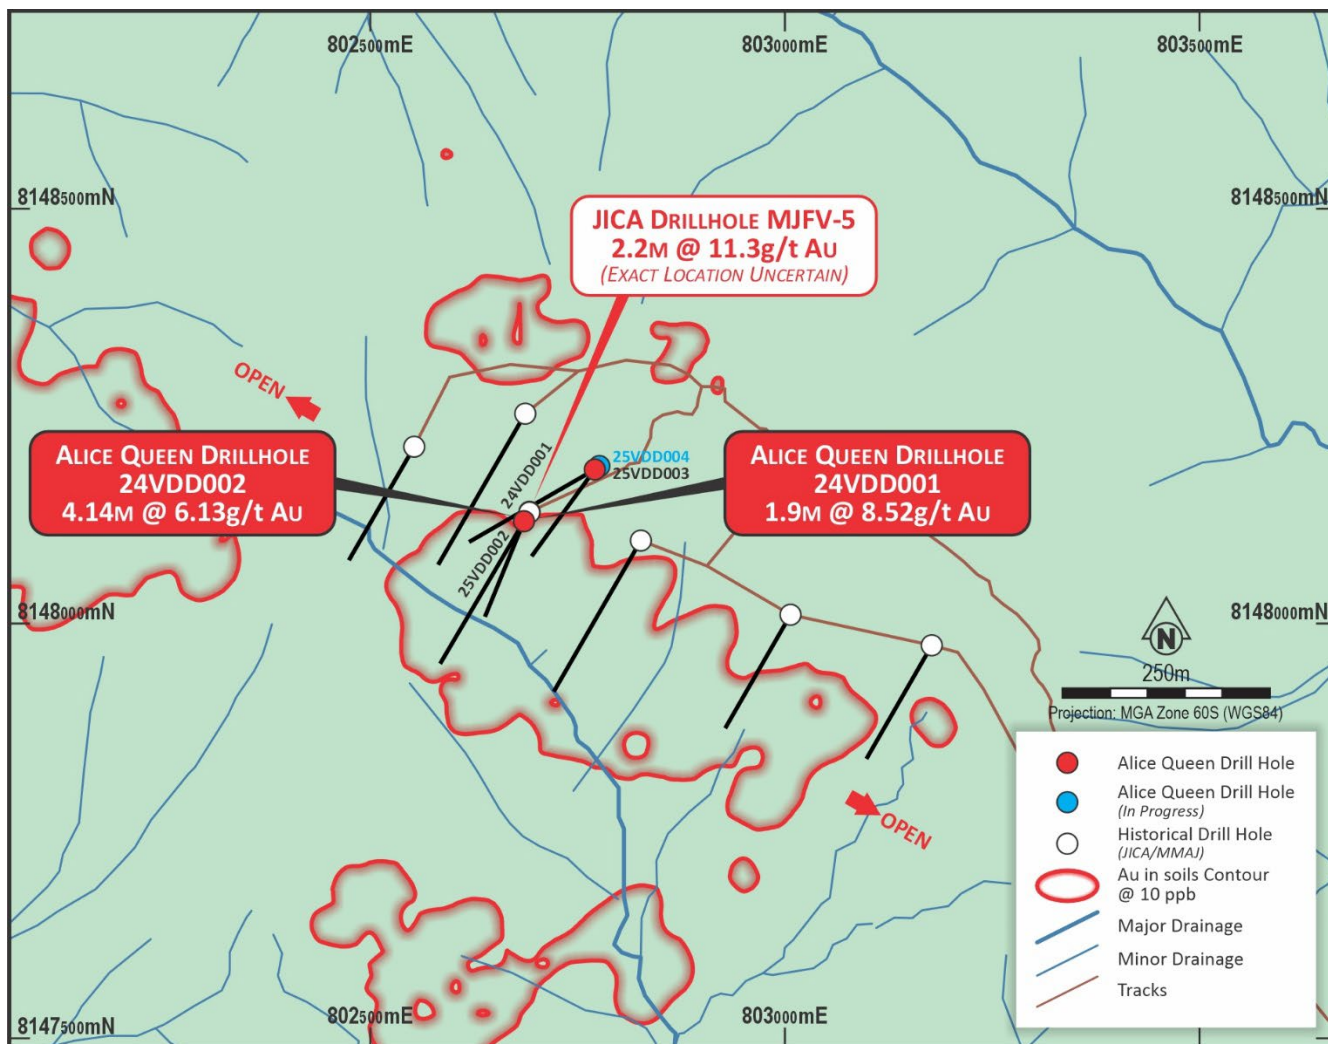 802500mE
803000mE
803500mE
8148500mN
8148500mN
JICA DRILLHOLE MJFV-5
2.2M @ 11.3g/t AU
(EXACT LOCATION UNCERTAIN)
OPEN
ALICE QUEEN DRILLHOLE
24VDD002
4.14M @ 6.13g/t AU
24VDD001
25VDD004
25VDD003
ALICE QUEEN DRILLHOLE
24VDD001
1.9M @ 8.52g/t AU
25VDD002
8148000mN
8148000mN
N
250m
Projection: MGA Zone 60S (WGS84)
OPEN
Alice Queen Drill Hole
Alice Queen Drill Hole
(In Progress)
Historical Drill Hole
(JICA/MMAJ)
Au in soils Contour
@ 10 ppb
Major Drainage
Minor Drainage
Tracks
8147500mN
802500mE
803000mE